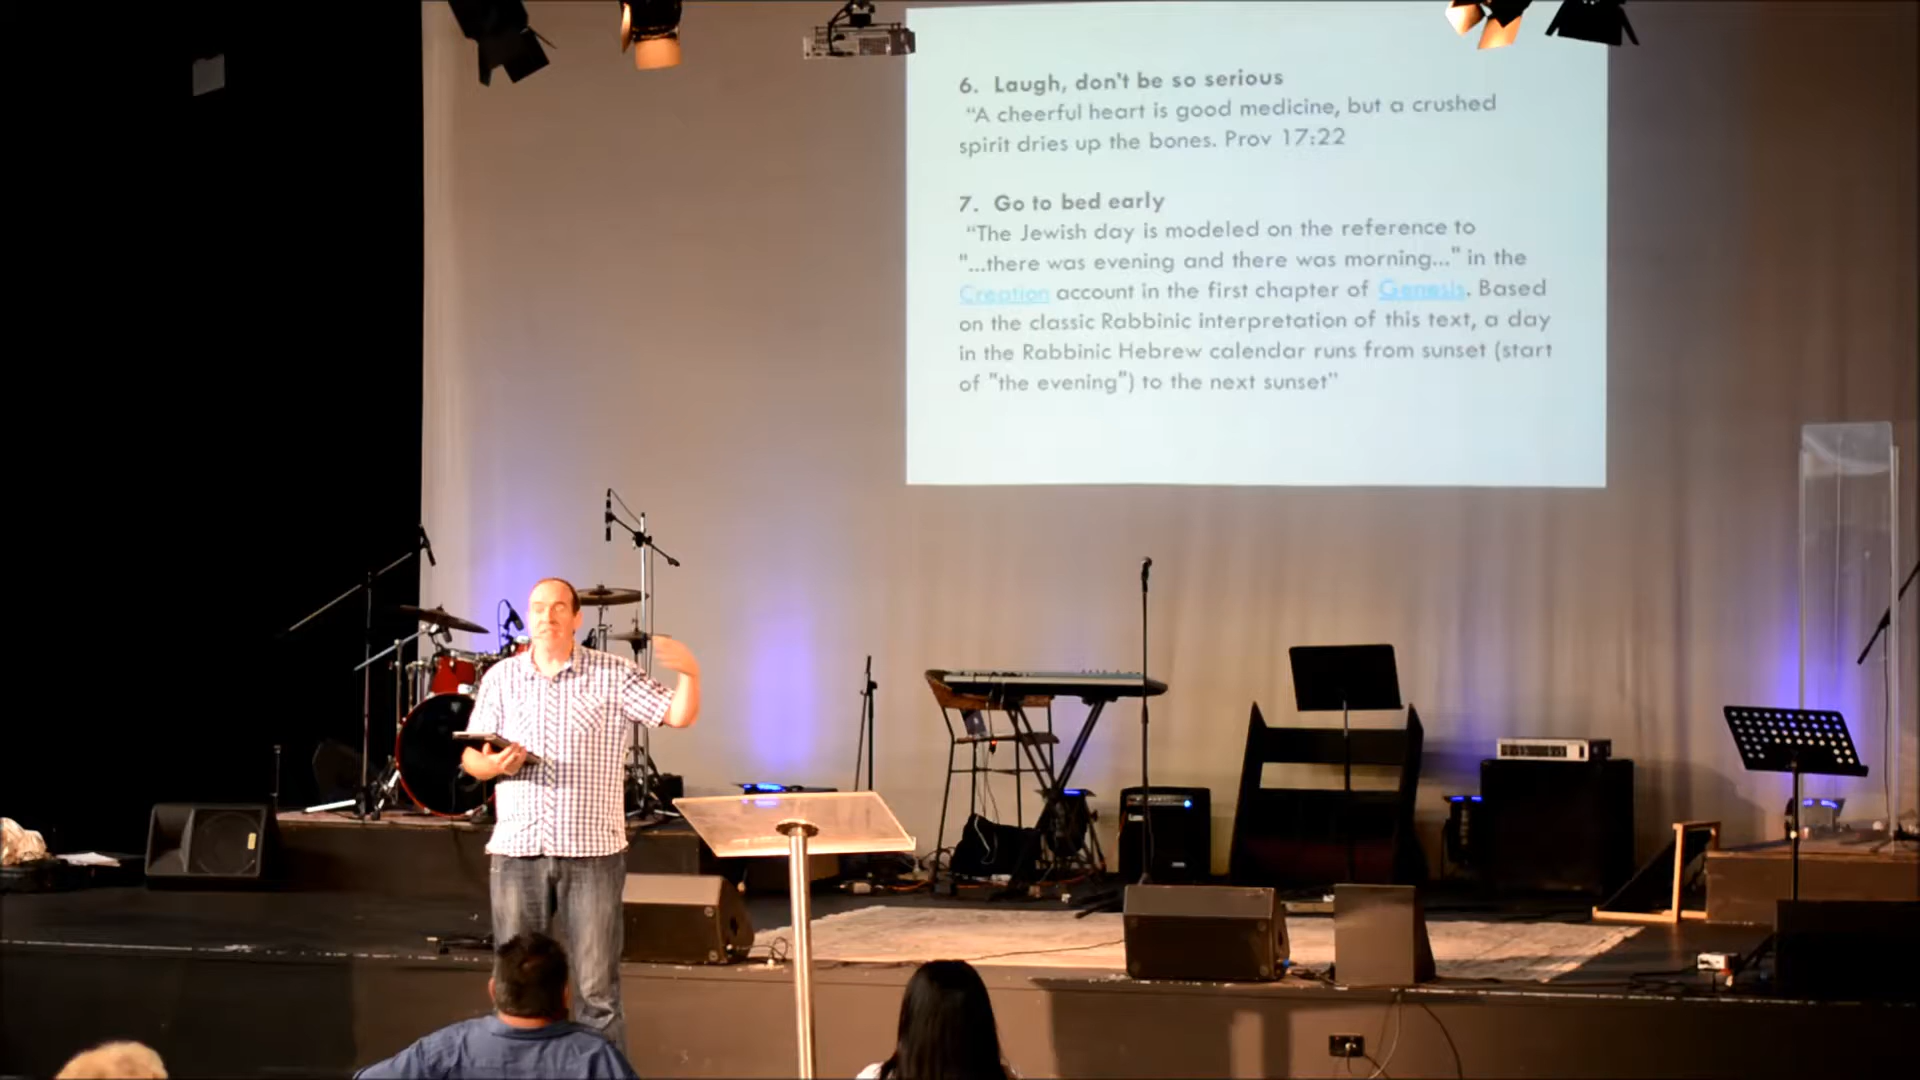 6. Laugh, don't be so serious
"A cheerful heart is good medicine, but a crushed
spirit dries up the bones. Prov 17:22
7. Go to bed early
"The Jewish day is modeled on the reference to
"...there was evening and there was morning..." in the
Creation account in the first chapter of Genesis. Based
on the classic Rabbinic interpretation of this text, a day
in the Rabbinic Hebrew calendar runs from sunset (start
of "the evening") to the next sunset"